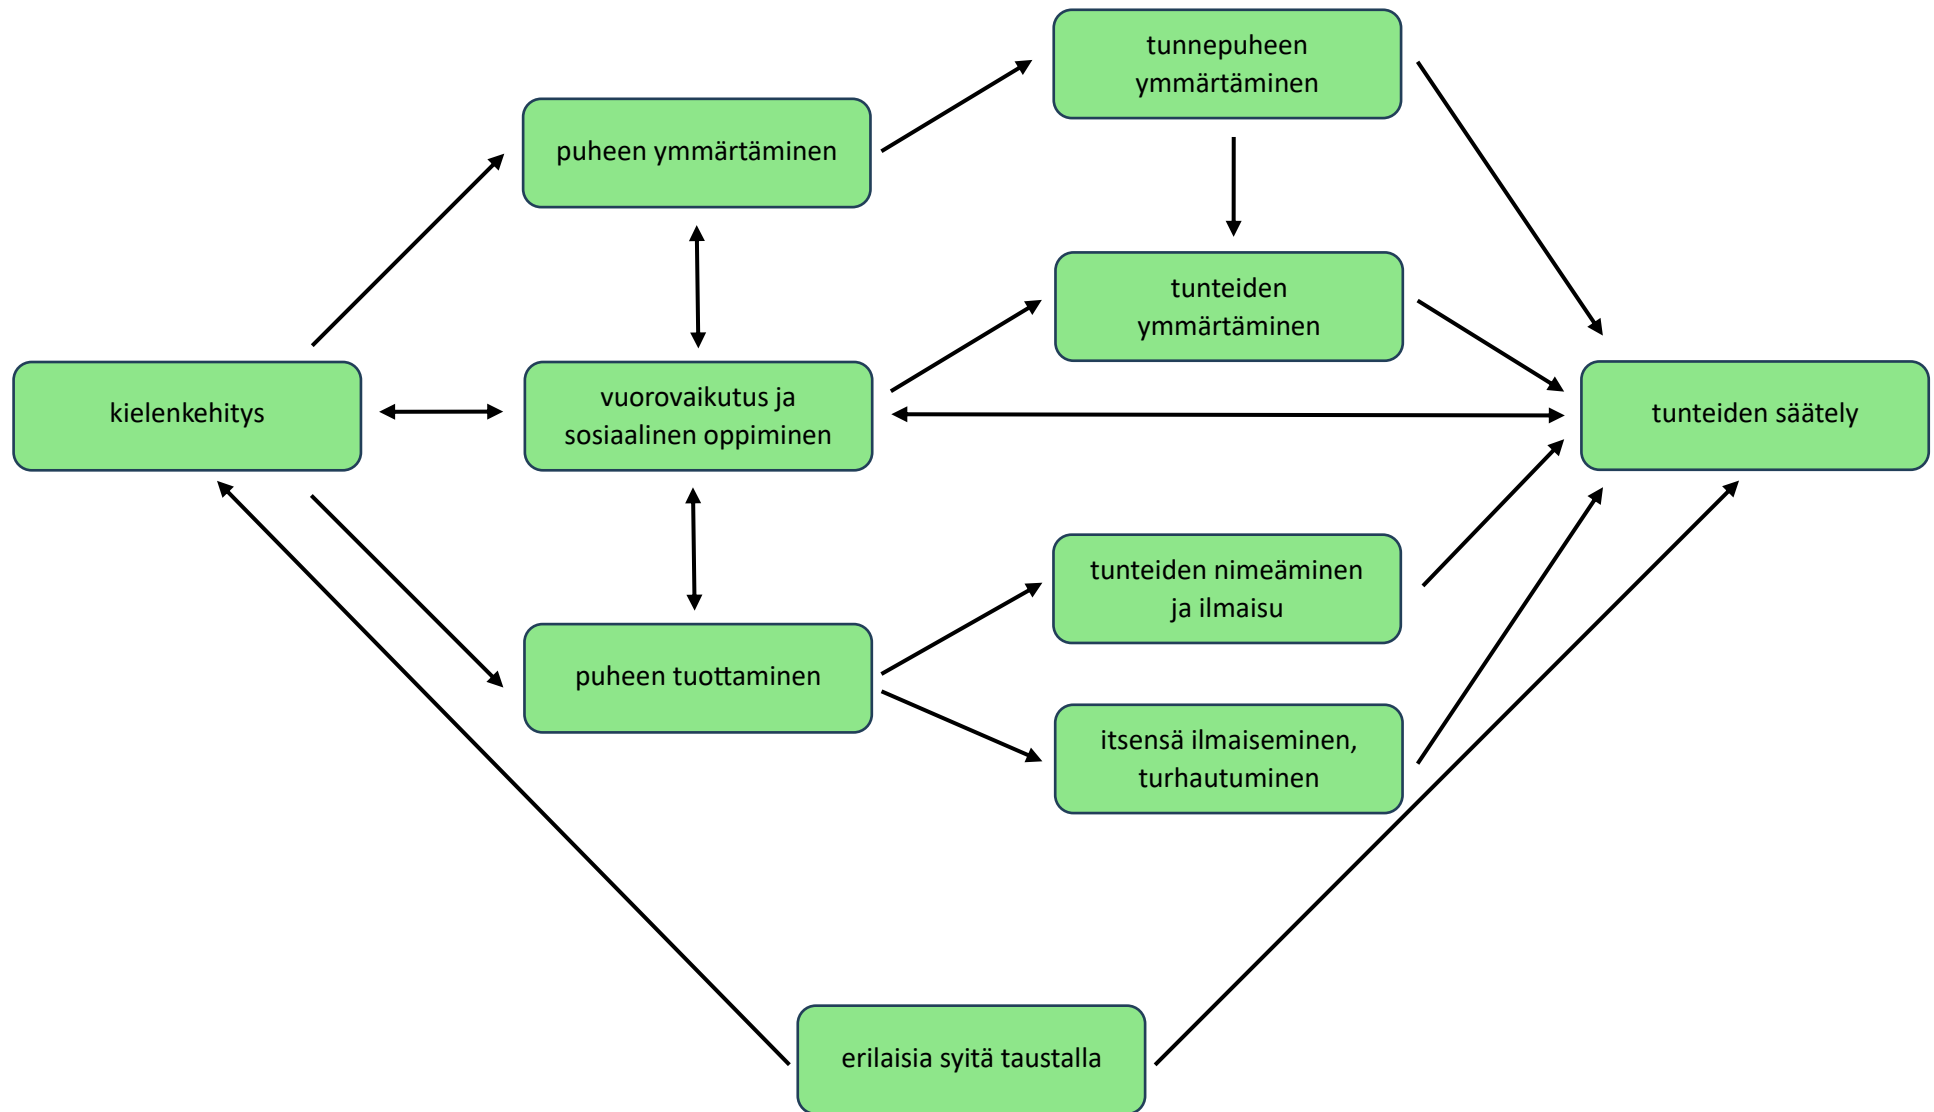 tunnepuheen
ymmärtäminen
puheen ymmärtäminen
tunteiden
ymmärtäminen
kielenkehitys
vuorovaikutus ja
sosiaalinen oppiminen
tunteiden säätely
tunteiden nimeäminen
ja ilmaisu
puheen tuottaminen
itsensä ilmaiseminen,
turhautuminen
erilaisia syitä taustalla